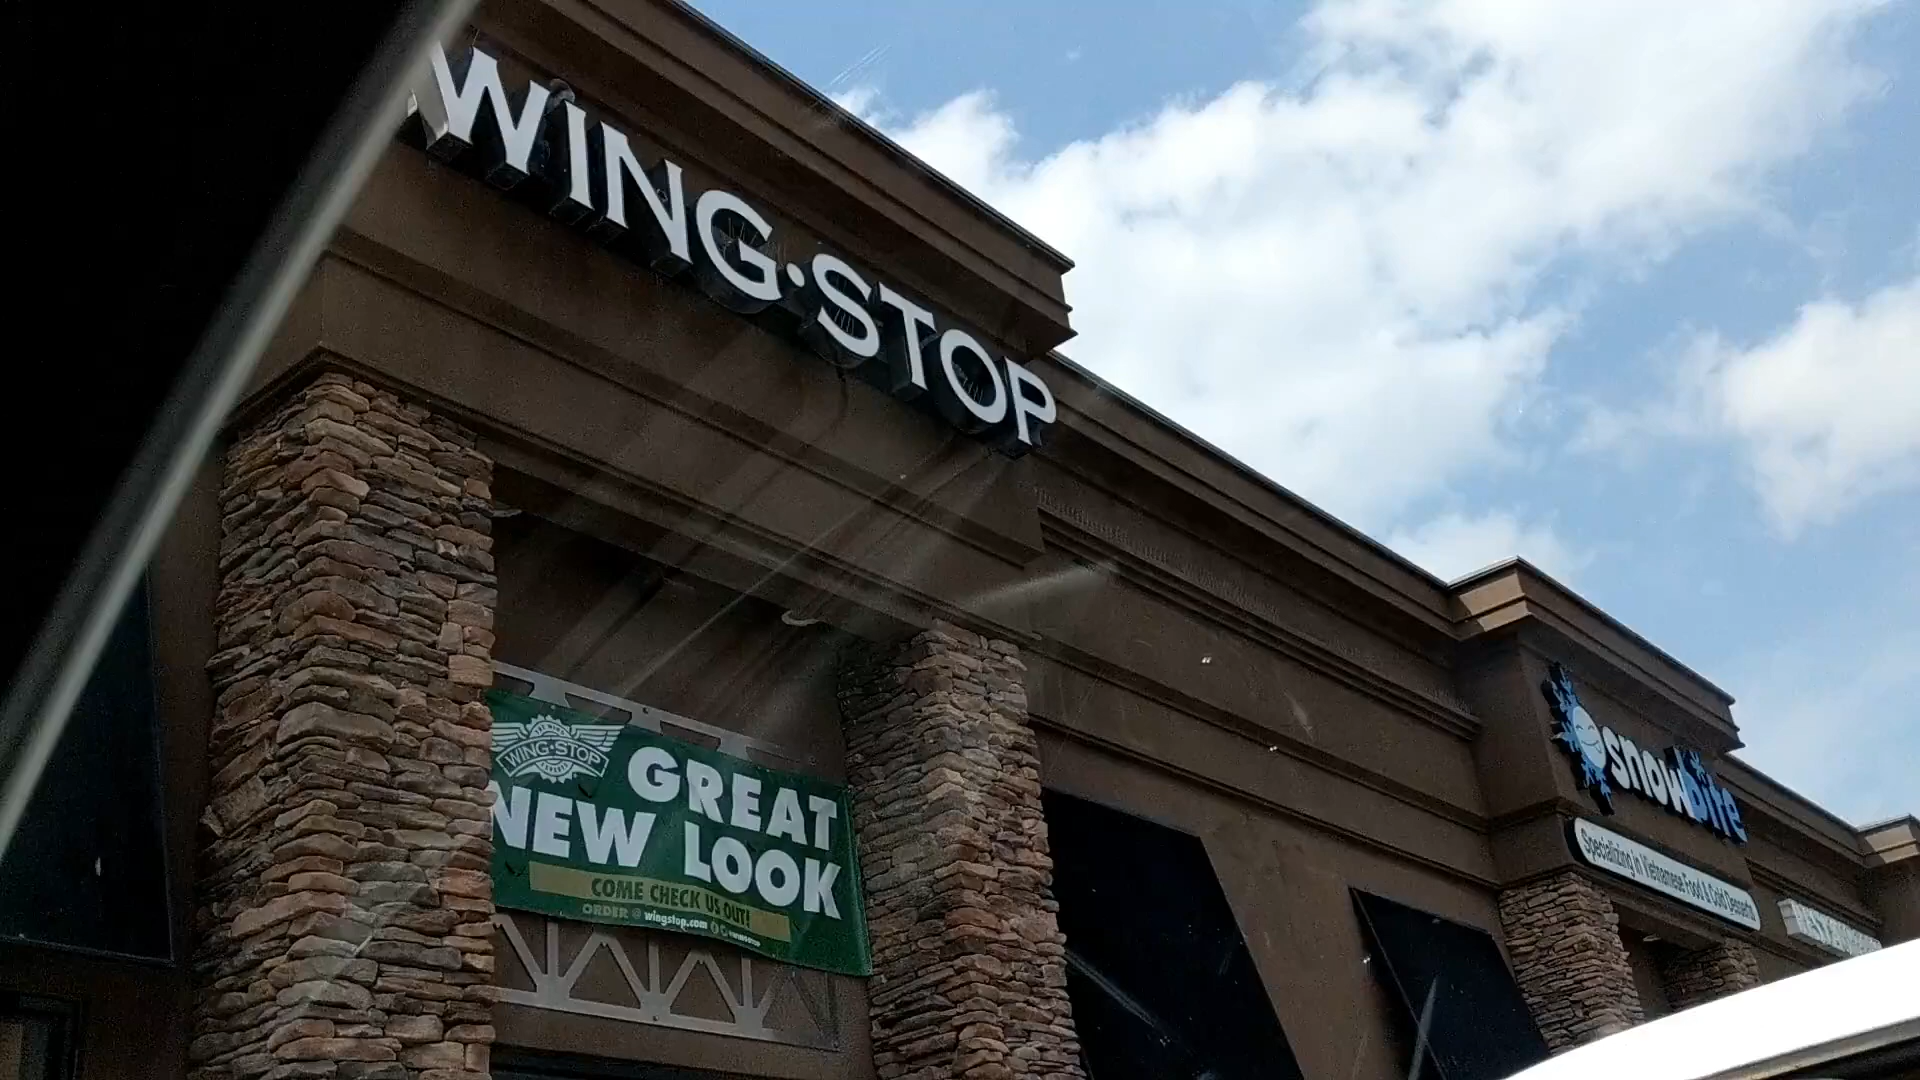 WING·STOP
WING·STOP
GREAT
NEW LOOK
COME CHECK US OUT!
ORDER @ wingstop.com
snowbite
Specializing in Vietnamese Food & Cold Desserts